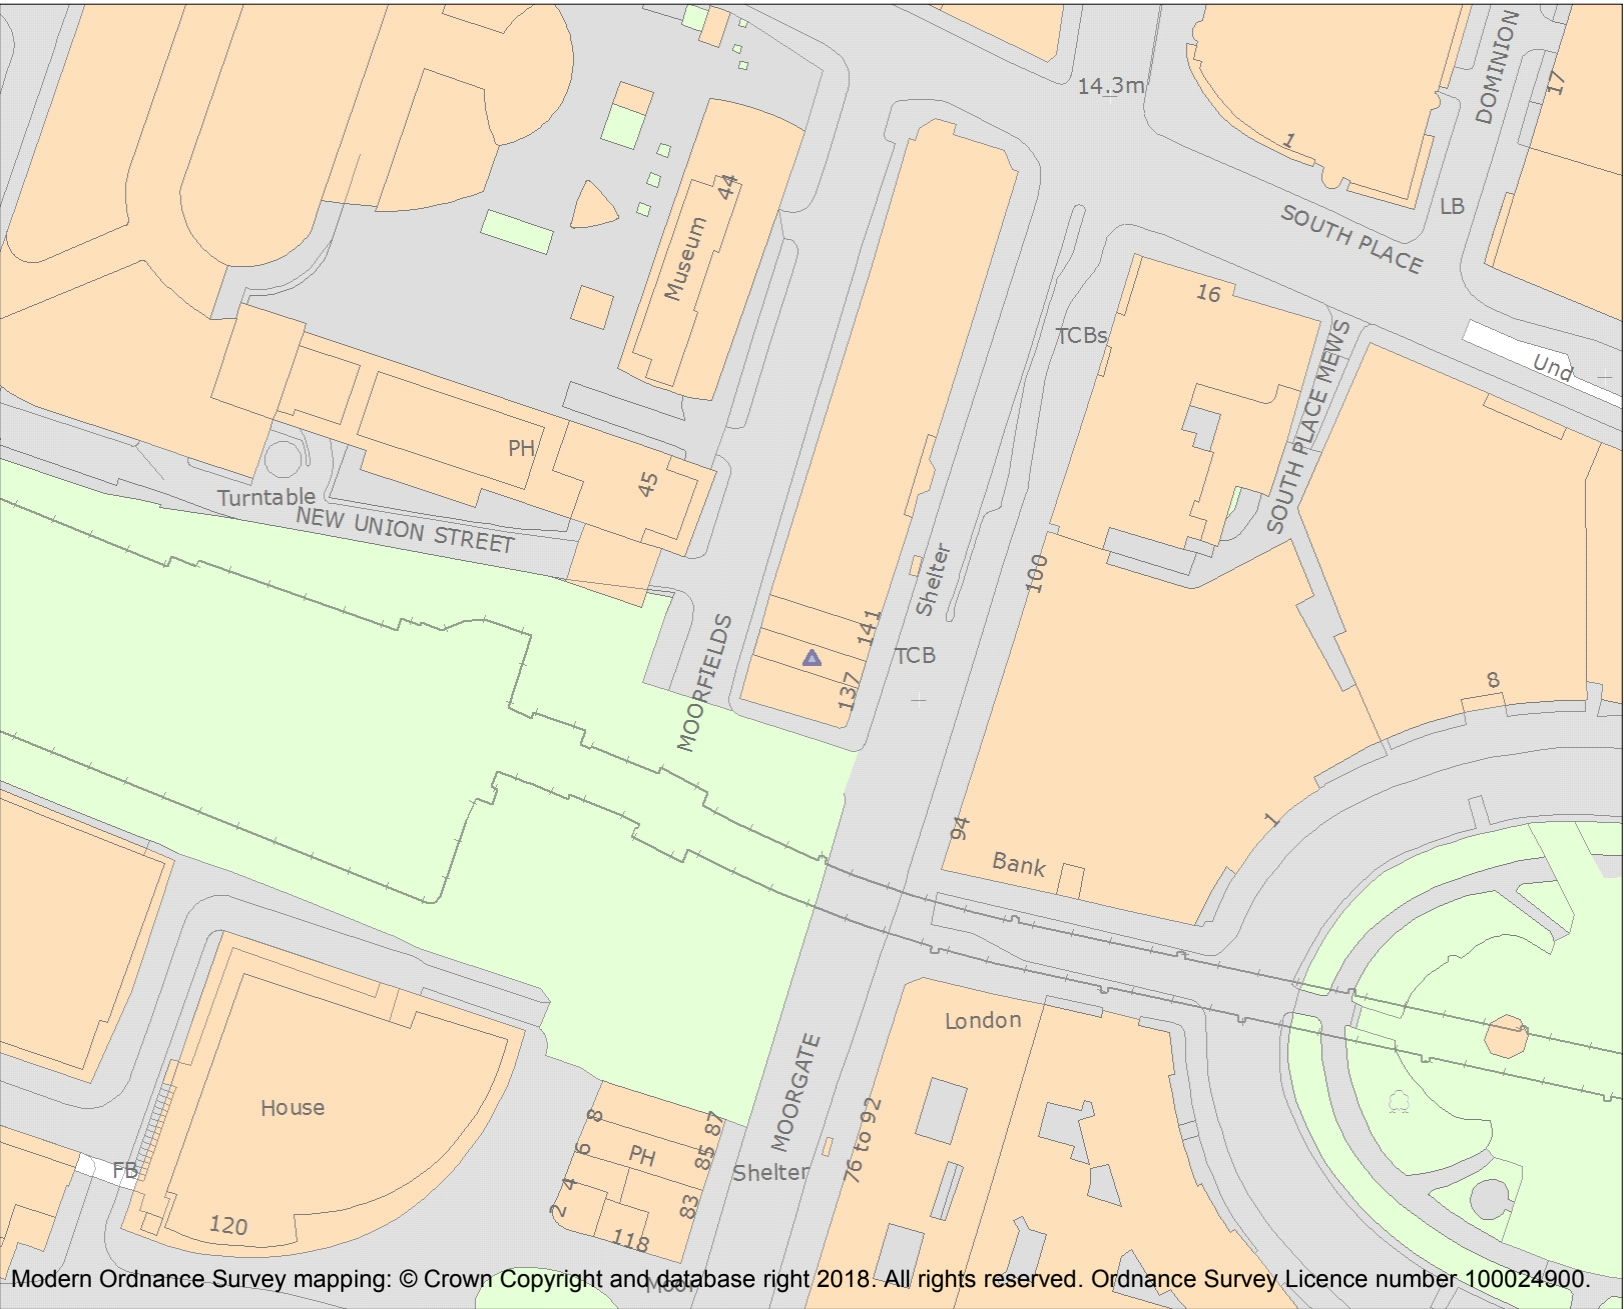 DOMINION
17
14.3m
1
44
LB
SOUTH PLACE
Museum
16
TCBs
SOUTH PLACE MEWS
Und
PH
45
Turntable
NEW UNION STREET
100
Shelter
141
TCB
MOORFIELDS
137
8
94
1
Bank
London
MOORGATE
House
76 to 92
8
87
6
PH
85
FB
Shelter
4
2
83
120
118
Moor
Modern Ordnance Survey mapping: © Crown Copyright and database right 2018. All rights reserved. Ordnance Survey Licence number 100024900.